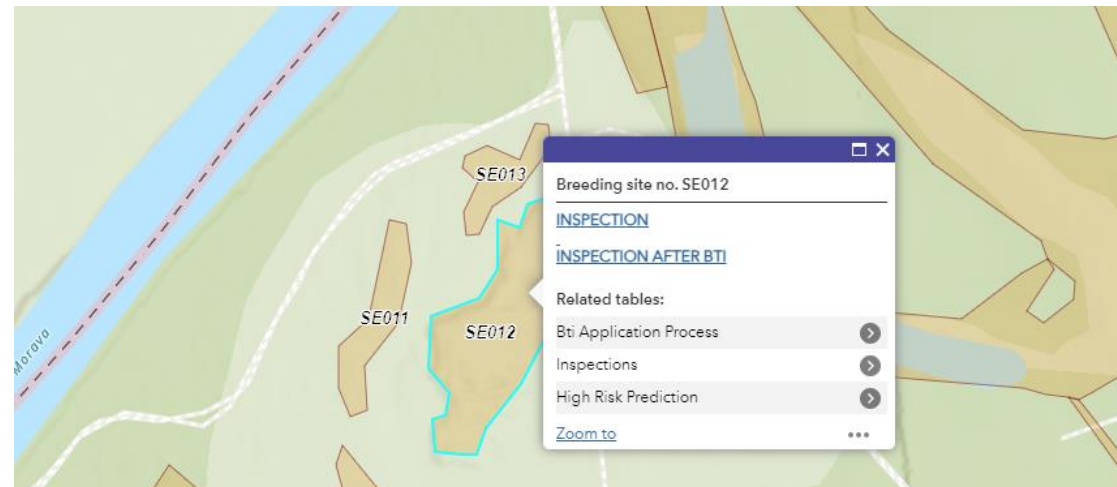 SE013
SE011
SE012
Morava
Breeding site no. SE012
INSPECTION
INSPECTION AFTER BTI
Related tables:
Bti Application Process
Inspections
High Risk Prediction
Zoom to